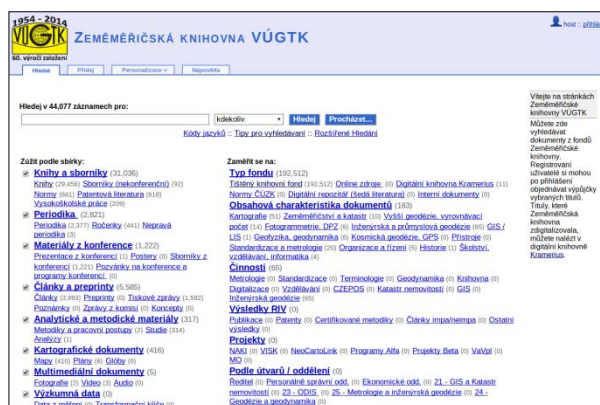 1954 - 2014
VÚGTK
60. výročí založení
ZEMĚMĚŘIČSKÁ KNIHOVNA VÚGTK
host :: přihlás
Hledat Přidej Personalizace Nápověda
Hledej v 44,077 záznamech pro:
kdekoliv Hledej Procházet...
Kódy jazyků :: Tipy pro vyhledávaní :: Rozšířené Hledání
Vítejte na stránkách
Zeměměřičské
knihovny VÚGTK
Můžete zde
vyhledávat
dokumenty z fondů
Zeměměřičské
knihovny.
Registrovaní
uživatelé si mohou
po přihlášení
objednávat výpůjčky
vybraných titulů.
Tituly, které
Zeměměřičská
knihovna
zdigitalizovala,
můžete nalézt v
digitální knihovně
Kramerius.
Zúžit podle sbírky:
Knihy a sborníky (31,036)
Knihy (29,456) Sborníky (nekonferenční) (92)
Normy (661) Patentová literatura (618)
Vysokoškolské práce (209)
Periodika (2,821)
Periodika (2,377) Ročenky (441) Nepravá
periodika (3)
Materiály z konference (1,222)
Prezentace z konferencí (1) Postery (0) Sborníky z
konferencí (1,221) Pozvánky na konference a
programy konferencí (0)
Články a preprinty (5,585)
Články (3,993) Preprinty (0) Tiskové zprávy (1,592)
Poznámky (0) Zprávy z komisí (0) Koncepty (0)
Analytické a metodické materiály (317)
Metodiky a pracovní postupy (2) Studie (314)
Analýzy (1)
Kartografické dokumenty (416)
Mapy (410) Plány (6) Glóby (0)
Multimediální dokumenty (5)
Fotografie (2) Video (3) Audio (0)
Výzkumná data (0)
Data z měření (0) Transformační klíče (0)
Zaměřit se na:
Typ fondu (192,512)
Tištěný knihovní fond (192,512) Online zdroje (0) Digitální knihovna Kramerius (11)
Normy ČÚZK (0) Digitální repozitář (šedá literatura) (0) Interní dokumenty (0)
Obsahová charakteristika dokumentů (183)
Kartografie (51) Zeměměřictví a katastr (10) Vyšší geodézie, vyrovnávací
počet (14) Fotogrammetrie, DPZ (6) Inženýrská a průmyslová geodézie (65) GIS /
LIS (1) Geofyzika, geodynamika (6) Kosmická geodézie, GPS (0) Přístroje (0)
Standardizace a metrologie (20) Organizace a řízení (5) Historie (1) Školství,
vzdělávání, informatika (4)
Činnosti (65)
Metrologie (0) Standardizace (0) Terminologie (0) Geodynamika (0) Knihovna (0)
Digitalizace (0) Vzdělávání (0) CZEPOS (0) Katastr nemovitostí (0) GIS (0)
Inženýrská geodézie (65)
Výsledky RIV (0)
Publikace (0) Patenty (0) Certifikované metodiky (0) Články impa/neimpa (0) Ostatní
výsledky (0)
Projekty (0)
NAKI (0) VISK (0) NeoCartoLink (0) Programy Alfa (0) Projekty Beta (0) VaVpI (0)
MO (0)
Podle útvarů / oddělení (0)
Ředitel (0) Personálně správní odd. (0) Ekonomické odd. (0) 21 - GIS a Katastr
nemovitostí (0) 23 - ODIS (0) 25 - Metrologie a inženýrská geodézie (0) 24 -
Geodézie a geodynamika (0)